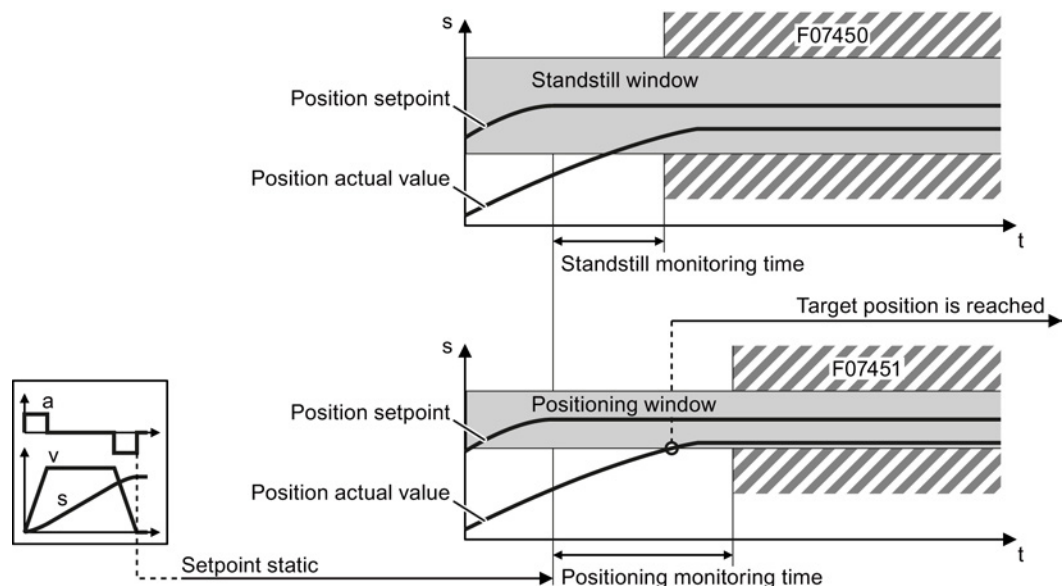 s
F07450
Standstill window
Position setpoint
Position actual value
t
Standstill monitoring time
Target position is reached
s
F07451
Positioning window
Position setpoint
a
v
s
Position actual value
t
Setpoint static
Positioning monitoring time